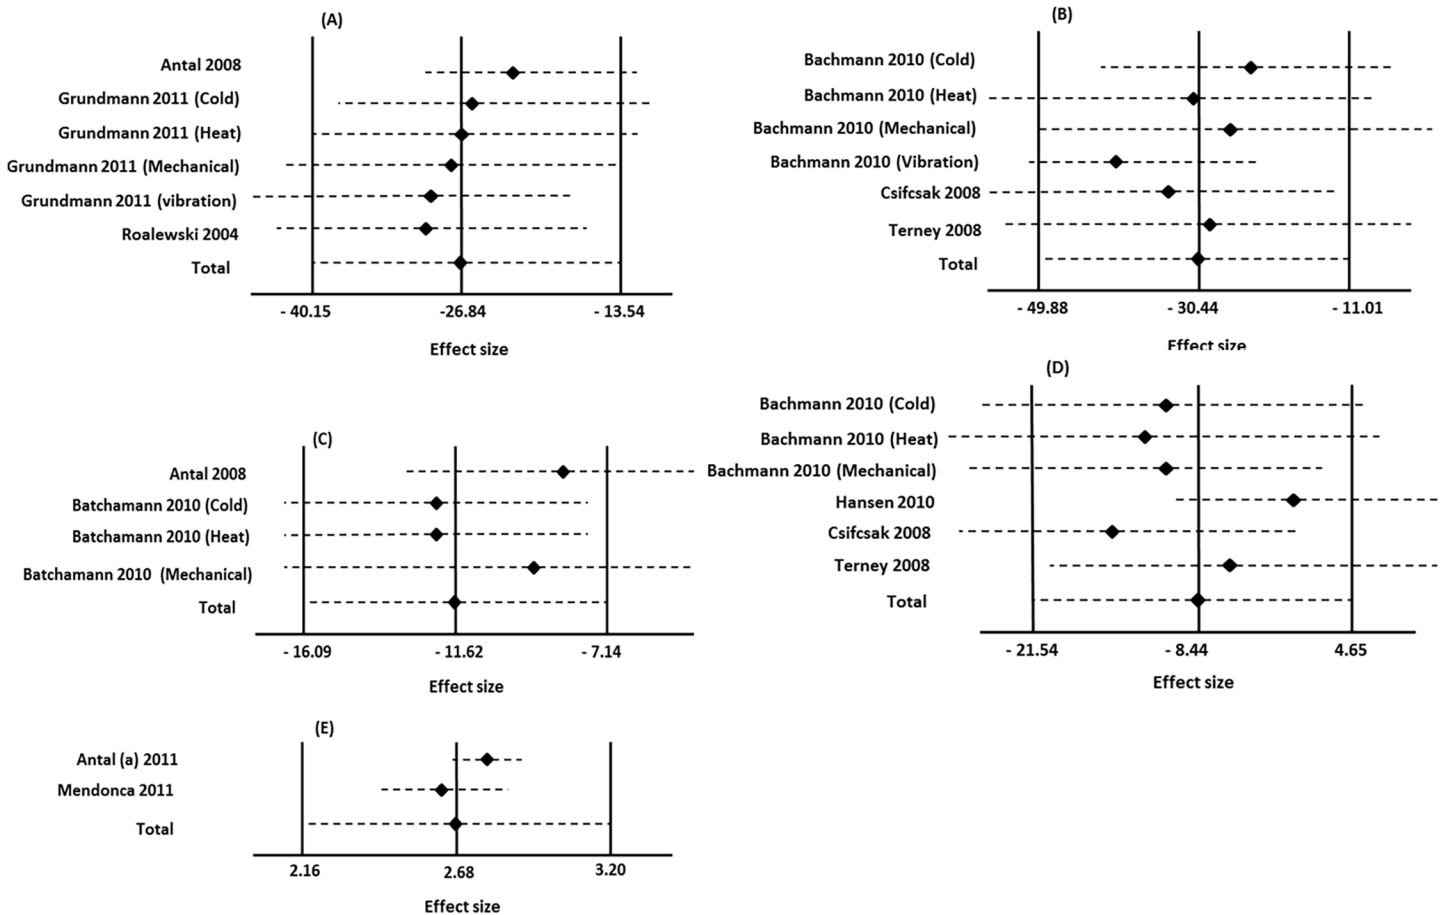 (A)
Antal 2008
Grundmann 2011 (Cold)
Grundmann 2011 (Heat)
Grundmann 2011 (Mechanical)
Grundmann 2011 (vibration)
Roalewski 2004
Total
- 40.15 -26.84 - 13.54
Effect size
(B)
Bachmann 2010 (Cold)
Bachmann 2010 (Heat)
Bachmann 2010 (Mechanical)
Bachmann 2010 (Vibration)
Csifcsak 2008
Terney 2008
Total
- 49.88 - 30.44 - 11.01
Effect size
(C)
Antal 2008
Batchamann 2010 (Cold)
Batchamann 2010 (Heat)
Batchamann 2010 (Mechanical)
Total
- 16.09 - 11.62 - 7.14
Effect size
(D)
Bachmann 2010 (Cold)
Bachmann 2010 (Heat)
Bachmann 2010 (Mechanical)
Hansen 2010
Csifcsak 2008
Terney 2008
Total
- 21.54 - 8.44 4.65
Effect size
(E)
Antal (a) 2011
Mendonca 2011
Total
2.16 2.68 3.20
Effect size